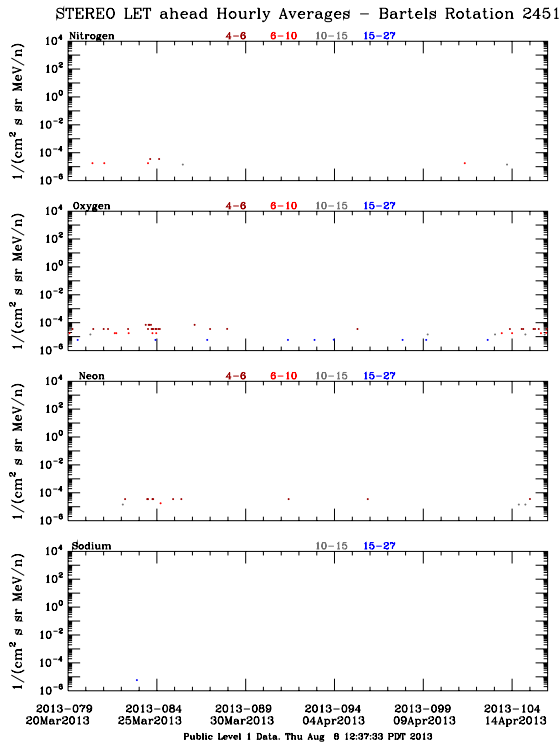 STEREO LET ahead Hourly Averages – Bartels Rotation 2451
Nitrogen 4-6 6-10 10-15 15-27
10^4
10^2
10^0
10^-2
10^-4
10^-6
1/(cm^2 s sr MeV/n)
Oxygen 4-6 6-10 10-15 15-27
10^4
10^2
10^0
10^-2
10^-4
10^-6
1/(cm^2 s sr MeV/n)
Neon 4-6 6-10 10-15 15-27
10^4
10^2
10^0
10^-2
10^-4
10^-6
1/(cm^2 s sr MeV/n)
Sodium 10-15 15-27
10^4
10^2
10^0
10^-2
10^-4
10^-6
1/(cm^2 s sr MeV/n)
2013-079 2013-084 2013-089 2013-094 2013-099 2013-104
20Mar2013 25Mar2013 30Mar2013 04Apr2013 09Apr2013 14Apr2013
Public Level 1 Data. Thu Aug 8 12:37:33 PDT 2013